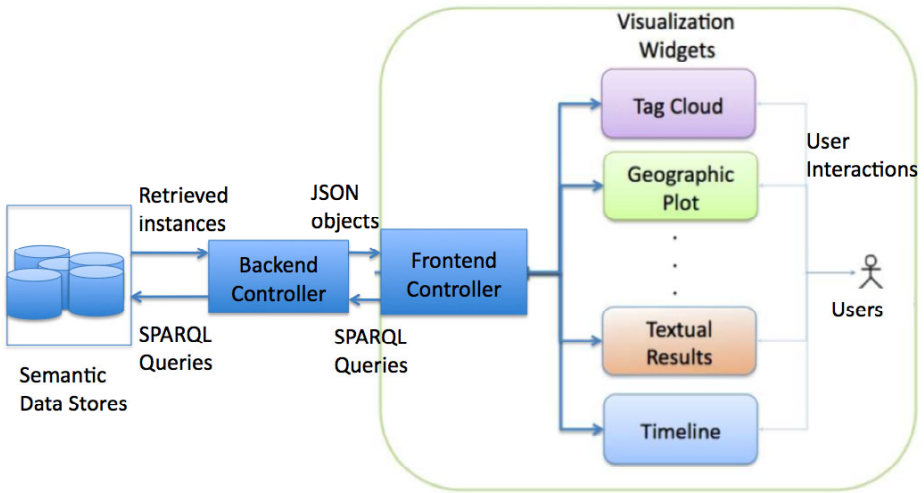 Visualization
Widgets
Tag Cloud
User
Interactions
Geographic
Plot
Retrieved
instances
JSON
objects
Backend
Controller
Frontend
Controller
Users
SPARQL
Queries
SPARQL
Queries
Textual
Results
Semantic
Data Stores
Timeline